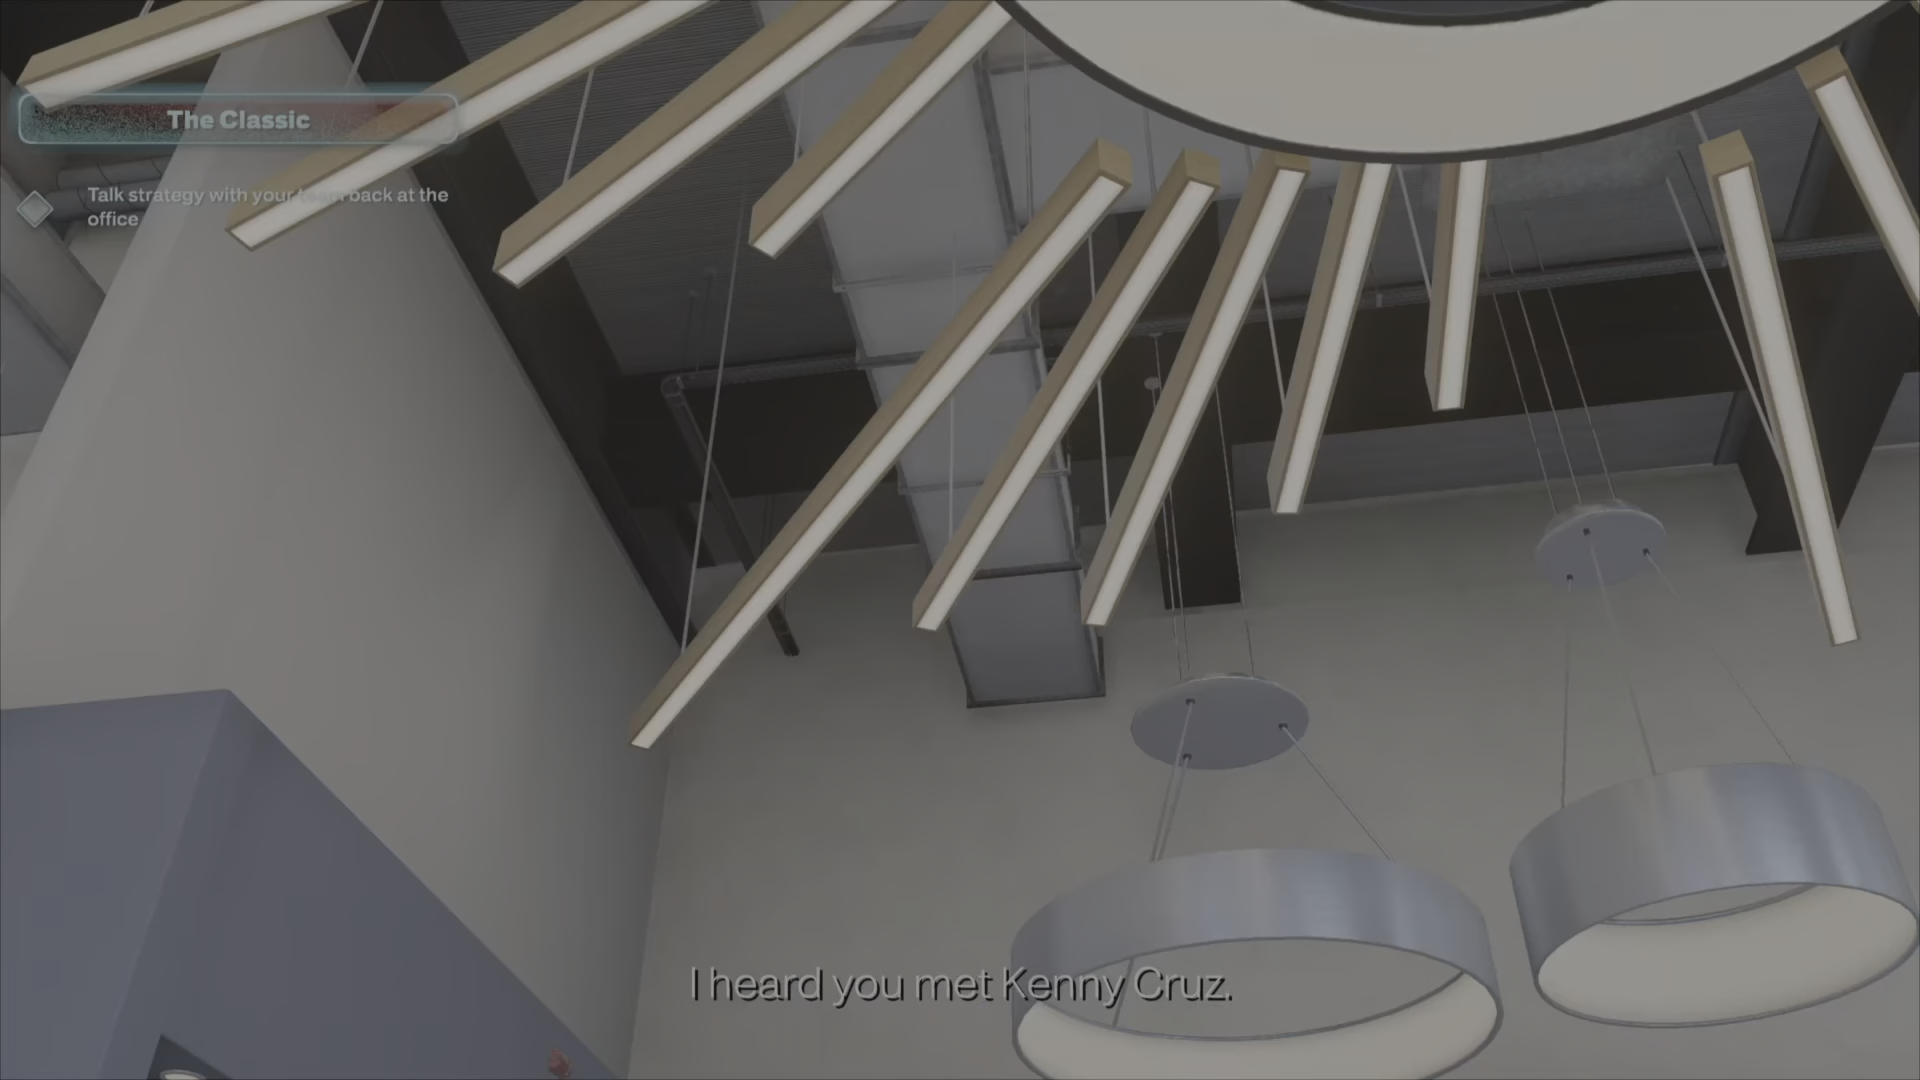 The Classic
Talk strategy with your team back at the
office
I heard you met Kenny Cruz.